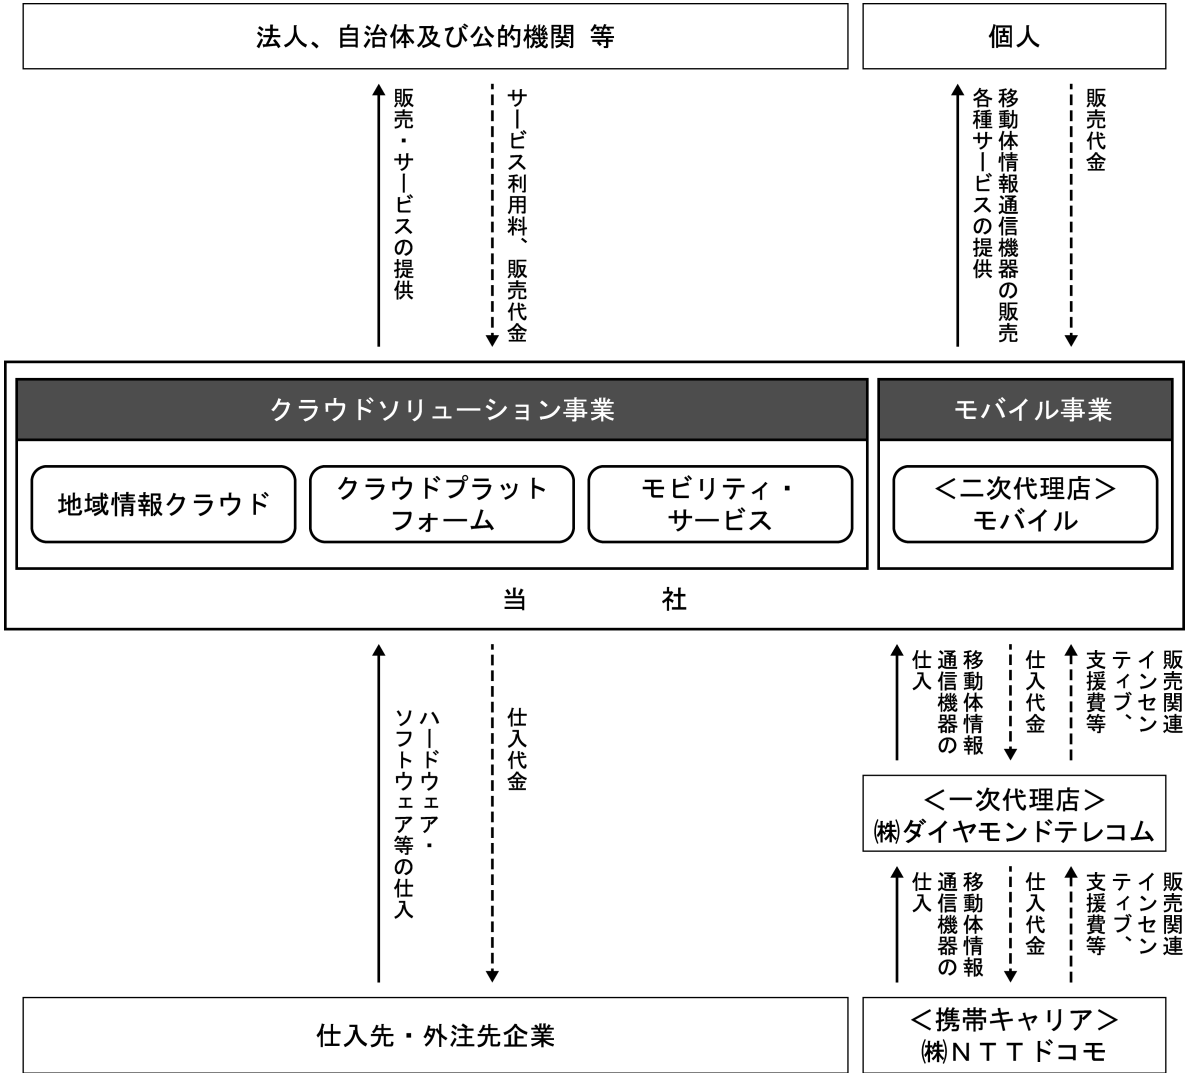 法人、自治体及び公的機関 等
個人
販売・サービスの提供
サービス利用料、販売代金
移動体情報通信機器の販売
各種サービスの提供
販売代金
クラウドソリューション事業
モバイル事業
地域情報クラウド
クラウドプラット
フォーム
モビリティ・
サービス
＜二次代理店＞
モバイル
当 社
ハードウェア・
ソフトウェア等の仕入
仕入代金
移動体情報
通信機器の
仕入
仕入代金
販売関連
インセン
ティブ、
支援費等
＜一次代理店＞
㈱ダイヤモンドテレコム
移動体情報
通信機器の
仕入
仕入代金
販売関連
インセン
ティブ、
支援費等
仕入先・外注先企業
＜携帯キャリア＞
㈱ＮＴＴドコモ